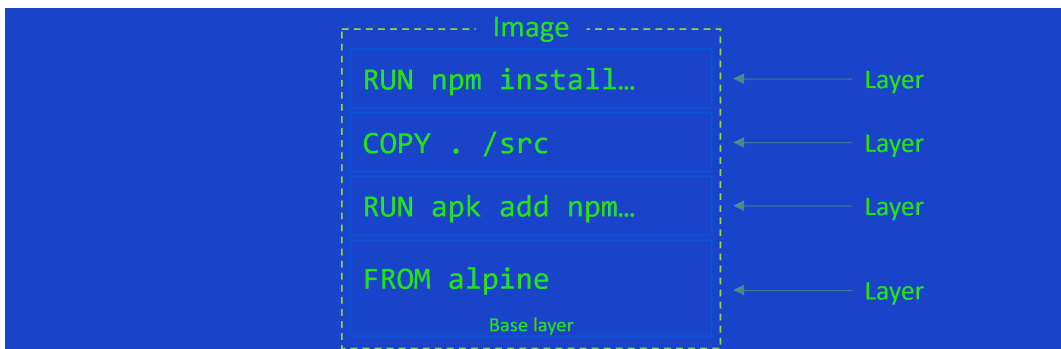 Image
RUN npm install…
Layer
COPY . /src
Layer
RUN apk add npm…
Layer
FROM alpine
Layer
Base layer